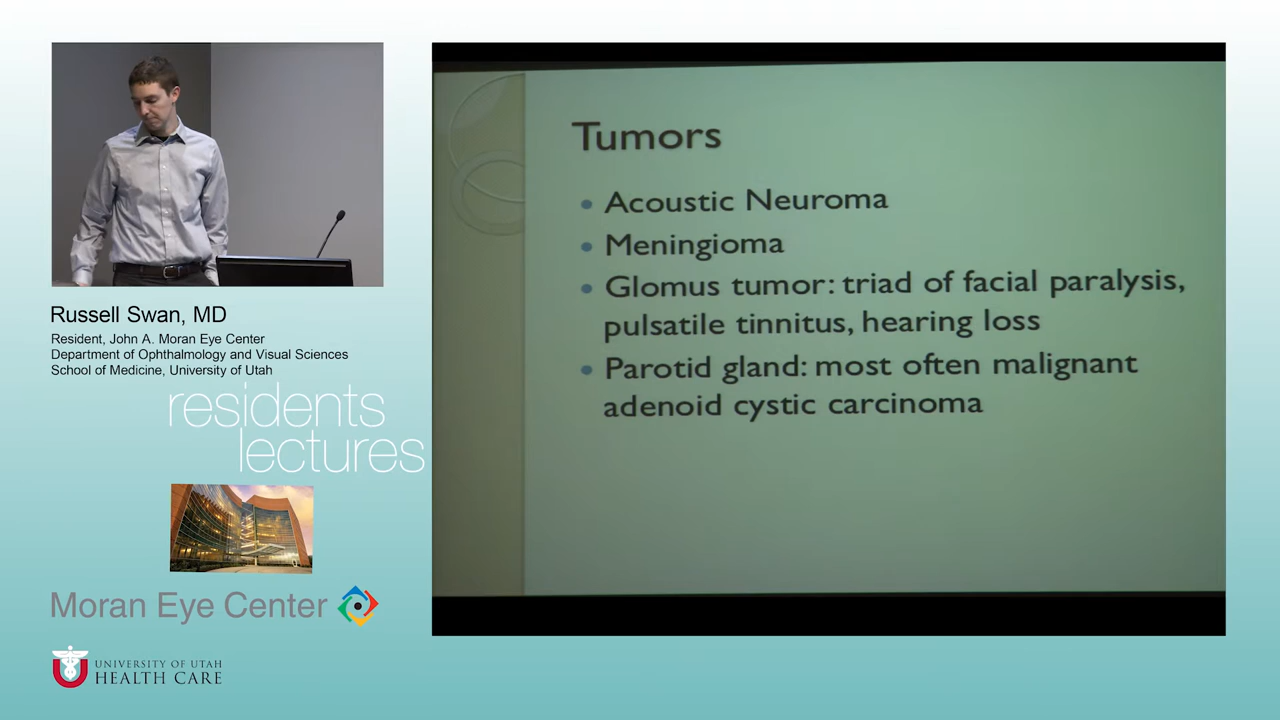 Russell Swan, MD
Resident, John A. Moran Eye Center
Department of Ophthalmology and Visual Sciences
School of Medicine, University of Utah
residents
lectures
Moran Eye Center
UNIVERSITY OF UTAH
HEALTH CARE
Tumors
• Acoustic Neuroma
• Meningioma
• Glomus tumor: triad of facial paralysis,
pulsatile tinnitus, hearing loss
• Parotid gland: most often malignant
adenoid cystic carcinoma